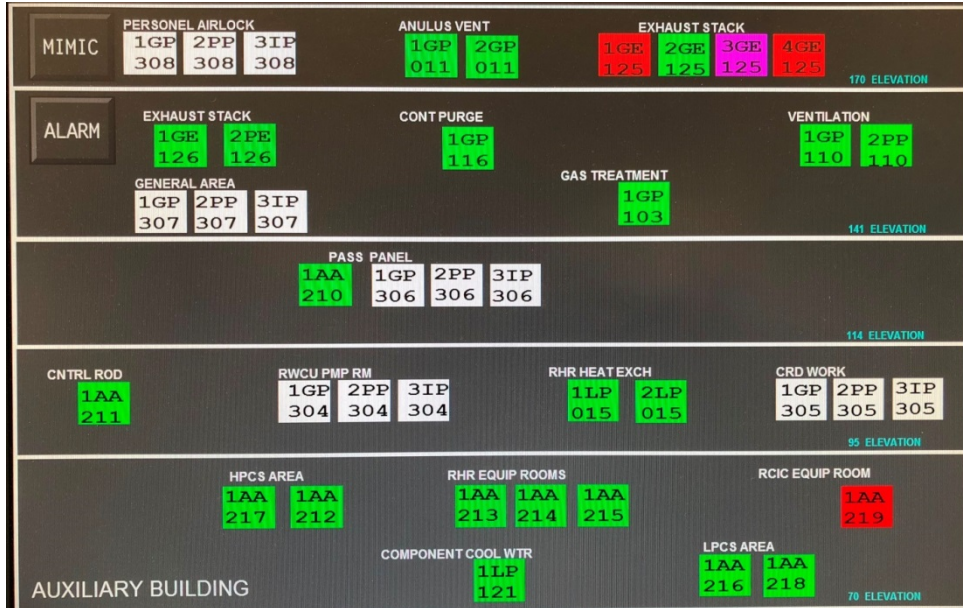 MIMIC
PERSONEL AIRLOCK
1GP 308
2PP 308
3IP 308
ANULUS VENT
1GP 011
2GP 011
EXHAUST STACK
1GE 125
2GE 125
3GE 125
4GE 125
170 ELEVATION
ALARM
EXHAUST STACK
1GE 126
2PE 126
CONT PURGE
1GP 116
VENTILATION
1GP 110
2PP 110
GENERAL AREA
1GP 307
2PP 307
3IP 307
GAS TREATMENT
1GP 103
141 ELEVATION
PASS PANEL
1AA 210
1GP 306
2PP 306
3IP 306
114 ELEVATION
CNTRL ROD
1AA 211
RWCU PMP RM
1GP 304
2PP 304
3IP 304
RHR HEAT EXCH
1LP 015
2LP 015
CRD WORK
1GP 305
2PP 305
3IP 305
95 ELEVATION
HPCS AREA
1AA 217
1AA 212
RHR EQUIP ROOMS
1AA 213
1AA 214
1AA 215
RCIC EQUIP ROOM
1AA 219
COMPONENT COOL WTR
1LP 121
LPCS AREA
1AA 216
1AA 218
AUXILIARY BUILDING
70 ELEVATION